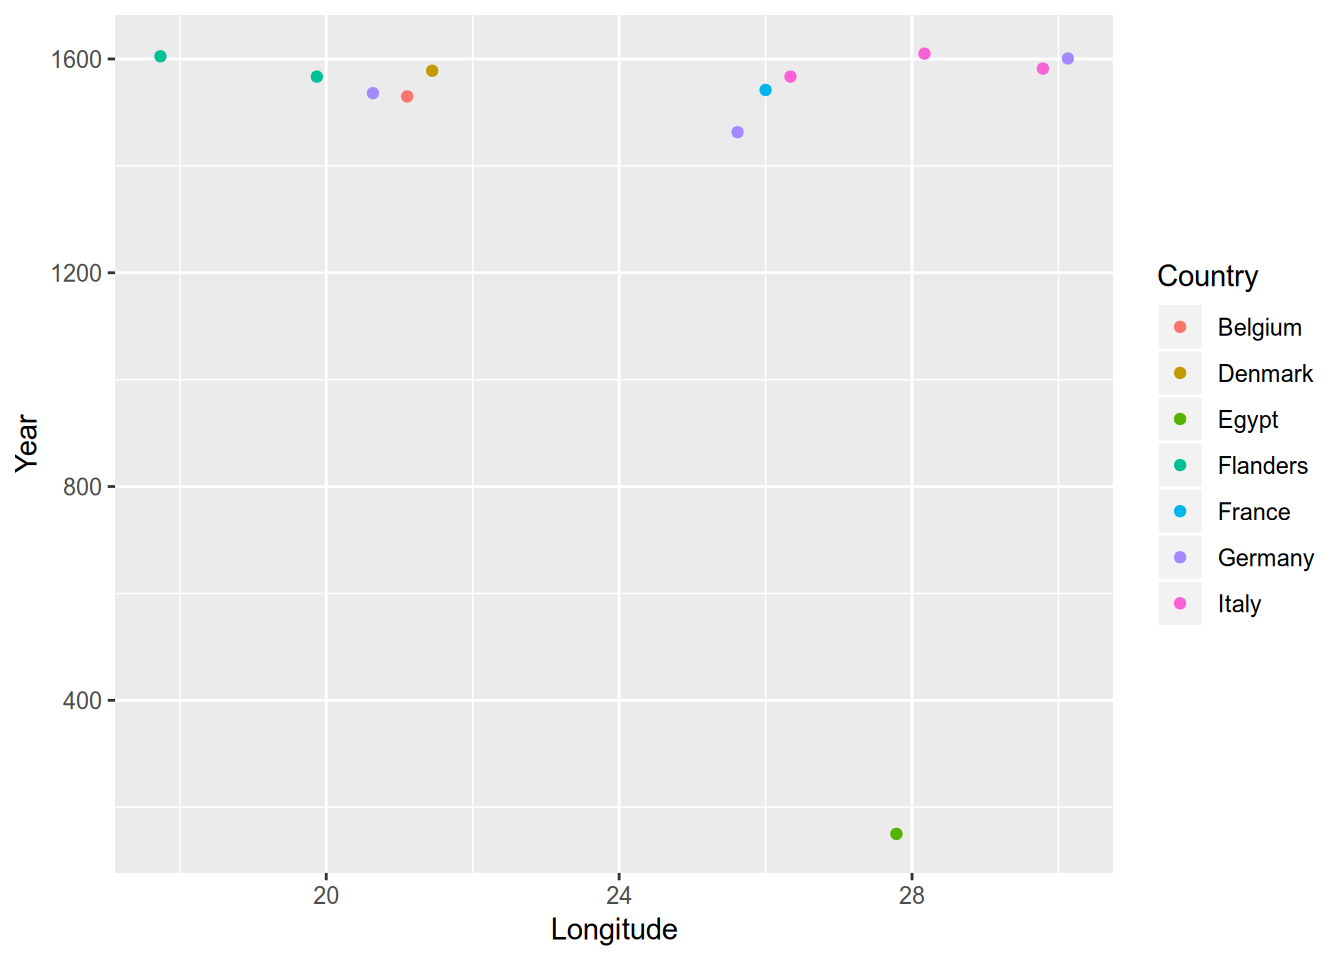 1600
1200
800
400
Year
20
24
28
Longitude
Country
Belgium
Denmark
Egypt
Flanders
France
Germany
Italy